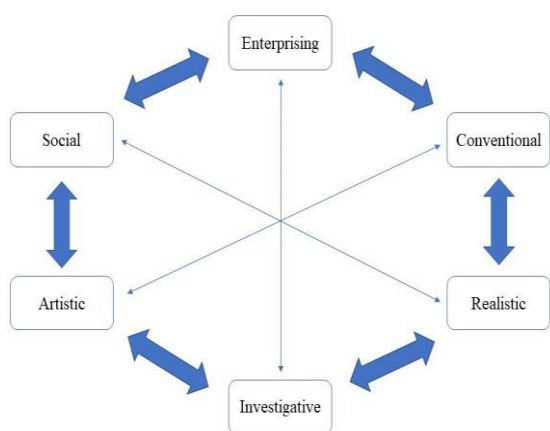 Enterprising
Social
Conventional
Artistic
Realistic
Investigative